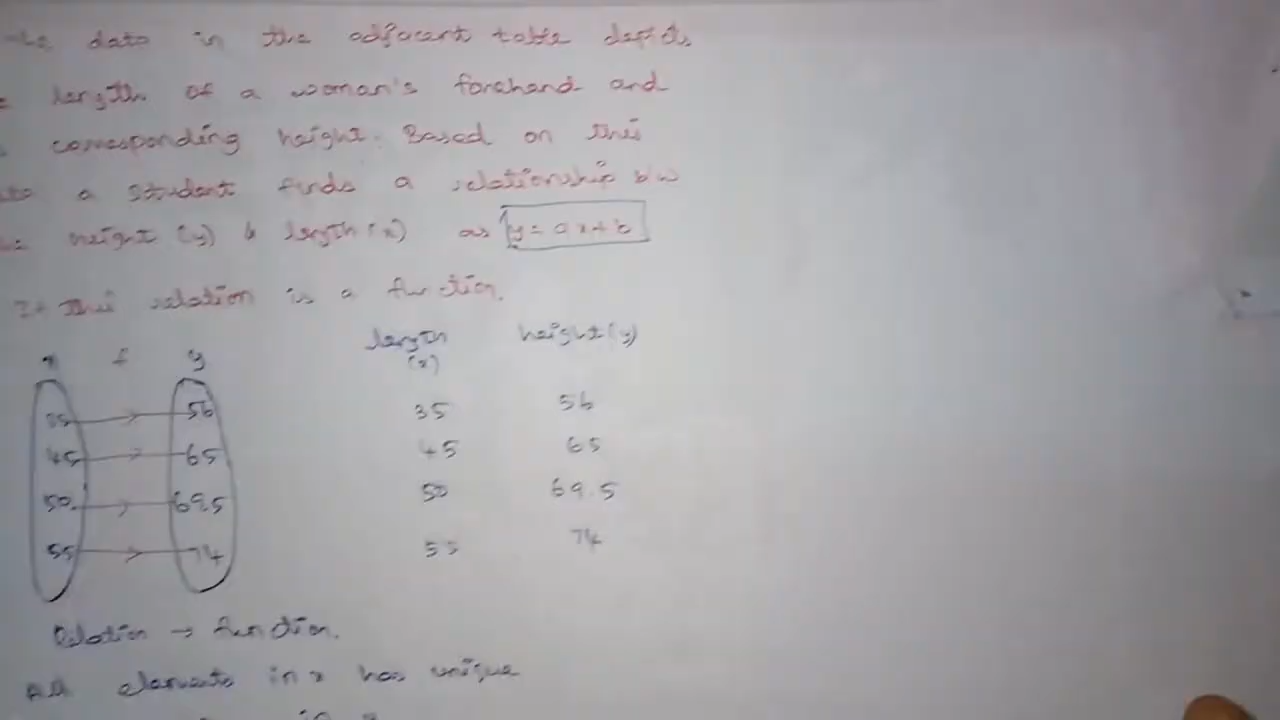 data in the adjacent table depicts
length of a woman's forehand and
corresponding height. Based on this
a student finds a relationship b/w
height (y) & length (x) as y = ax+b
this relation is a function.
x f y length (x) height (y)
35 56 35 56
45 65 45 65
50 69.5 50 69.5
55 74 55 74
Relation → function.
All elements in x has unique